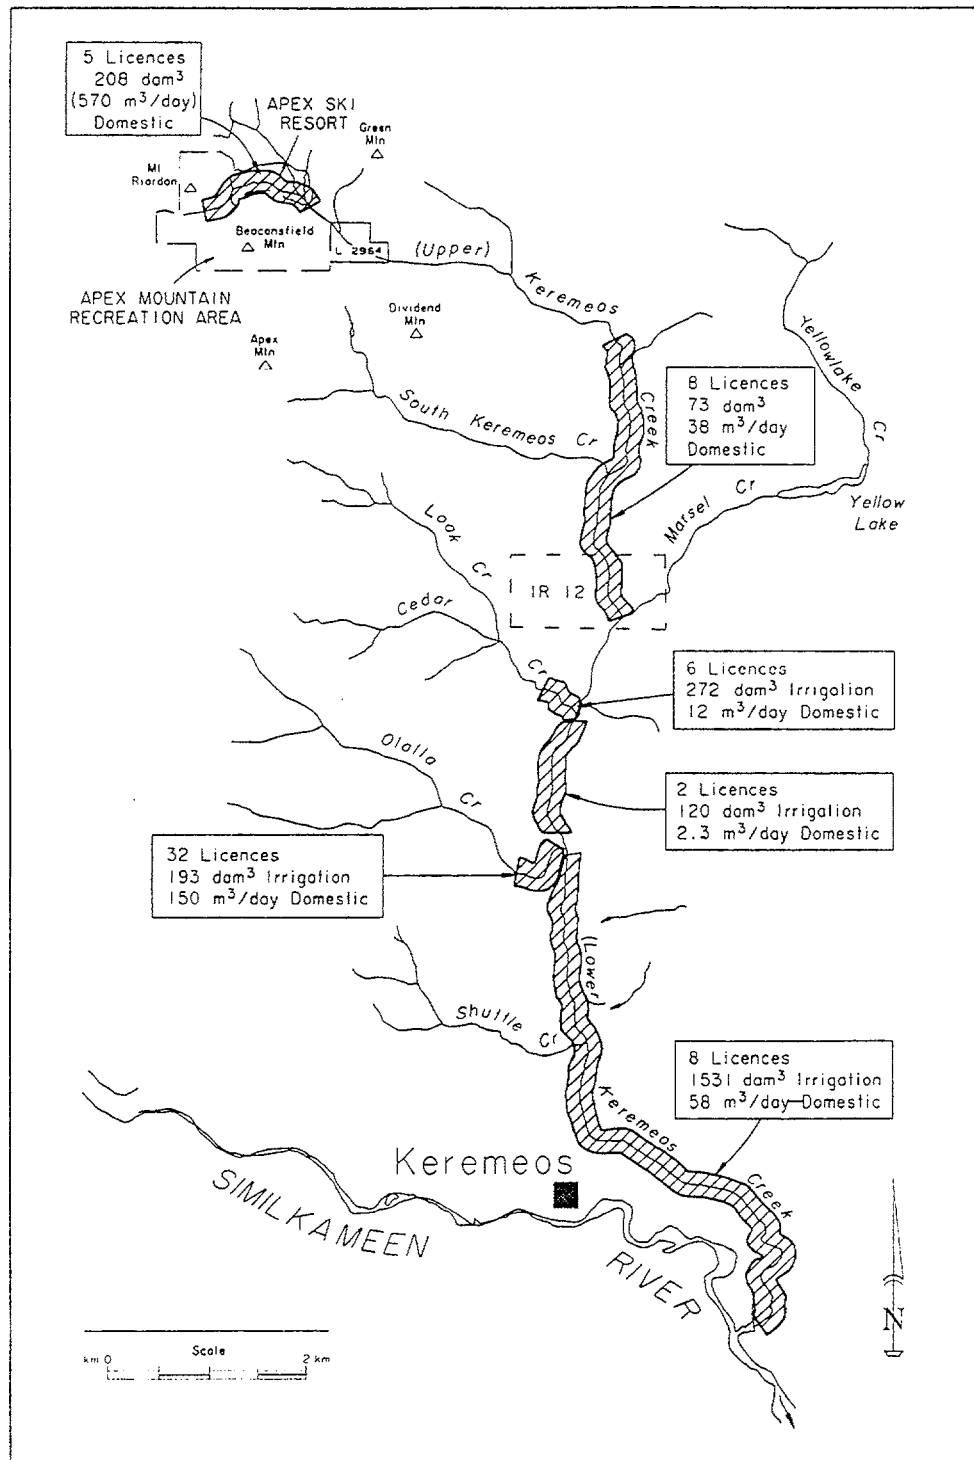 5 Licences
208 dam³
(570 m³/day)
Domestic
APEX SKI
RESORT
Green
Mtn
Mt
Riordan
Beaconsfield
Mtn
L 2964
(Upper)
Keremeos
Creek
APEX MOUNTAIN
RECREATION AREA
Dividend
Mtn
Apex
Mtn
Yellowlake
Cr
8 Licences
73 dam³
38 m³/day
Domestic
South Keremeos Cr
Marsel Cr
Yellow
Lake
Look
Cr
IR 12
Cedar
Cr
6 Licences
272 dam³ Irrigation
12 m³/day Domestic
Olalla
Cr
2 Licences
120 dam³ Irrigation
2.3 m³/day Domestic
32 Licences
193 dam³ Irrigation
150 m³/day Domestic
(Lower)
Shuttle
Cr
8 Licences
1531 dam³ Irrigation
58 m³/day—Domestic
Keremeos
Creek
Keremeos
SIMILKAMEEN
RIVER
N
Scale
km 0 2 km